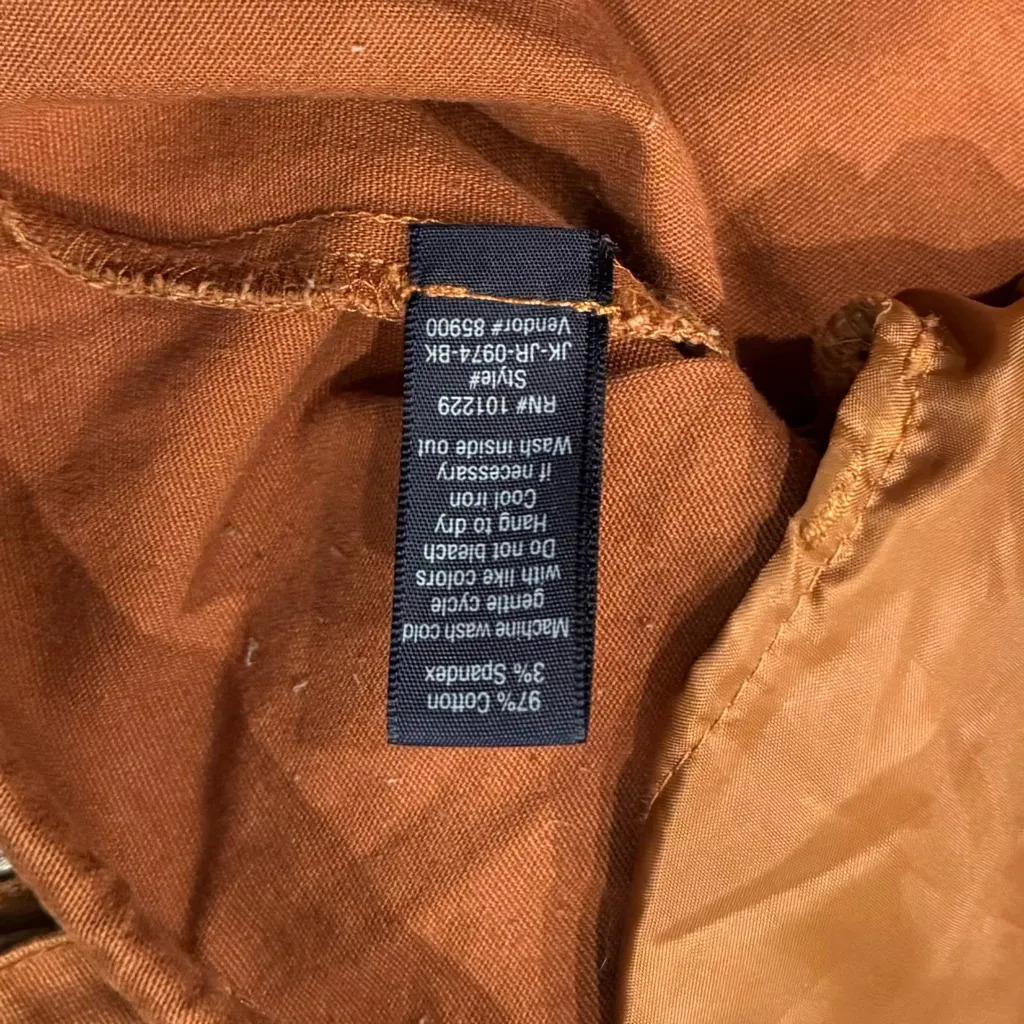 97% Cotton
3% Spandex
Machine wash cold
gentle cycle
with like colors
Do not bleach
Hang to dry
Cool iron
if necessary
Wash inside out
RN# 101229
Style#
JK-JR-0974-BK
Vendor# 85900